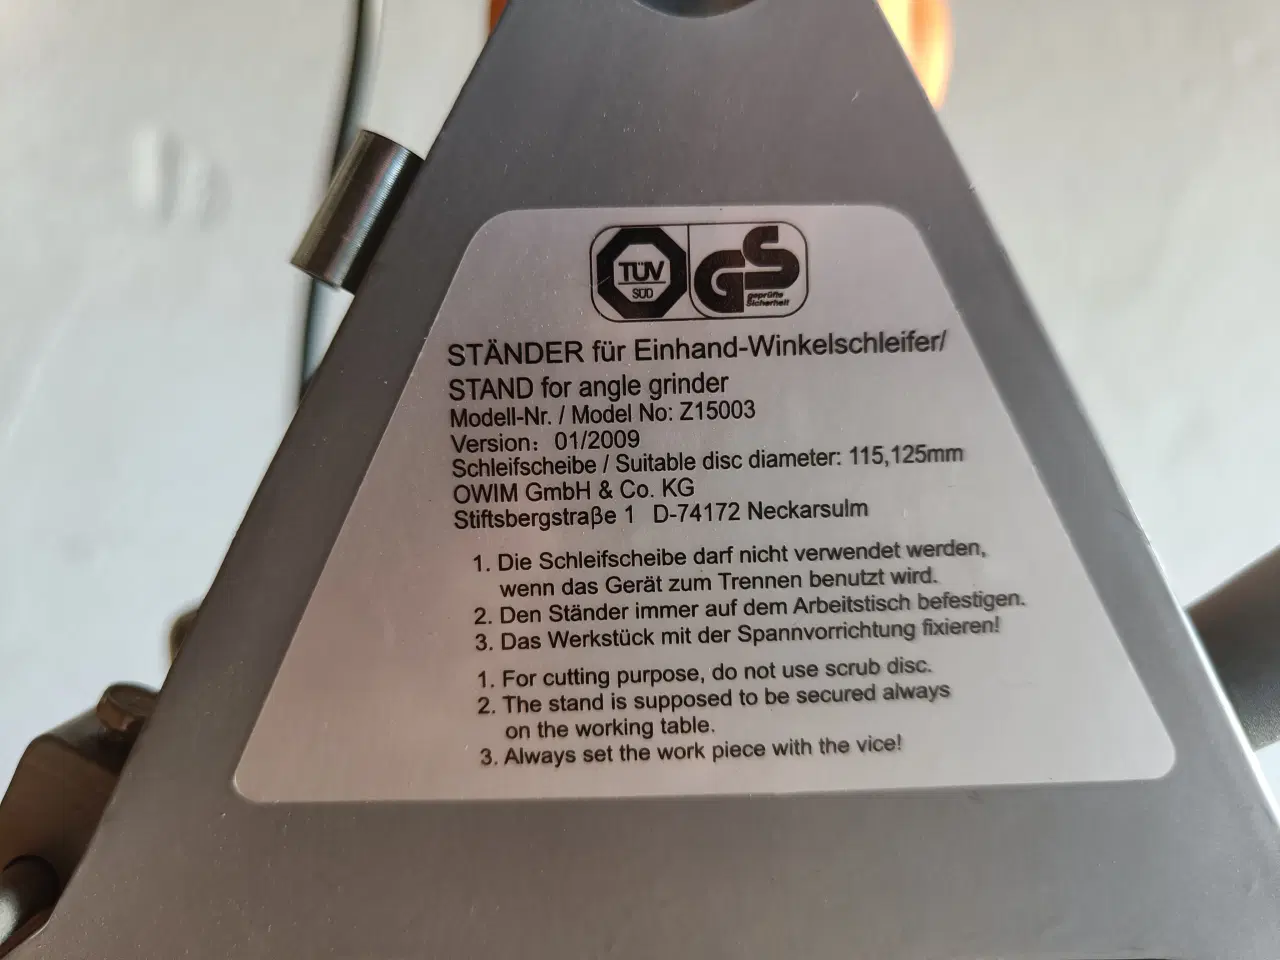 TÜV
SÜD
GS
geprüfte
Sicherheit
STÄNDER für Einhand-Winkelschleifer/
STAND for angle grinder
Modell-Nr. / Model No: Z15003
Version: 01/2009
Schleifscheibe / Suitable disc diameter: 115,125mm
OWIM GmbH & Co. KG
Stiftsbergstraβe 1 D-74172 Neckarsulm
1. Die Schleifscheibe darf nicht verwendet werden,
wenn das Gerät zum Trennen benutzt wird.
2. Den Ständer immer auf dem Arbeitstisch befestigen.
3. Das Werkstück mit der Spannvorrichtung fixieren!
1. For cutting purpose, do not use scrub disc.
2. The stand is supposed to be secured always
on the working table.
3. Always set the work piece with the vice!